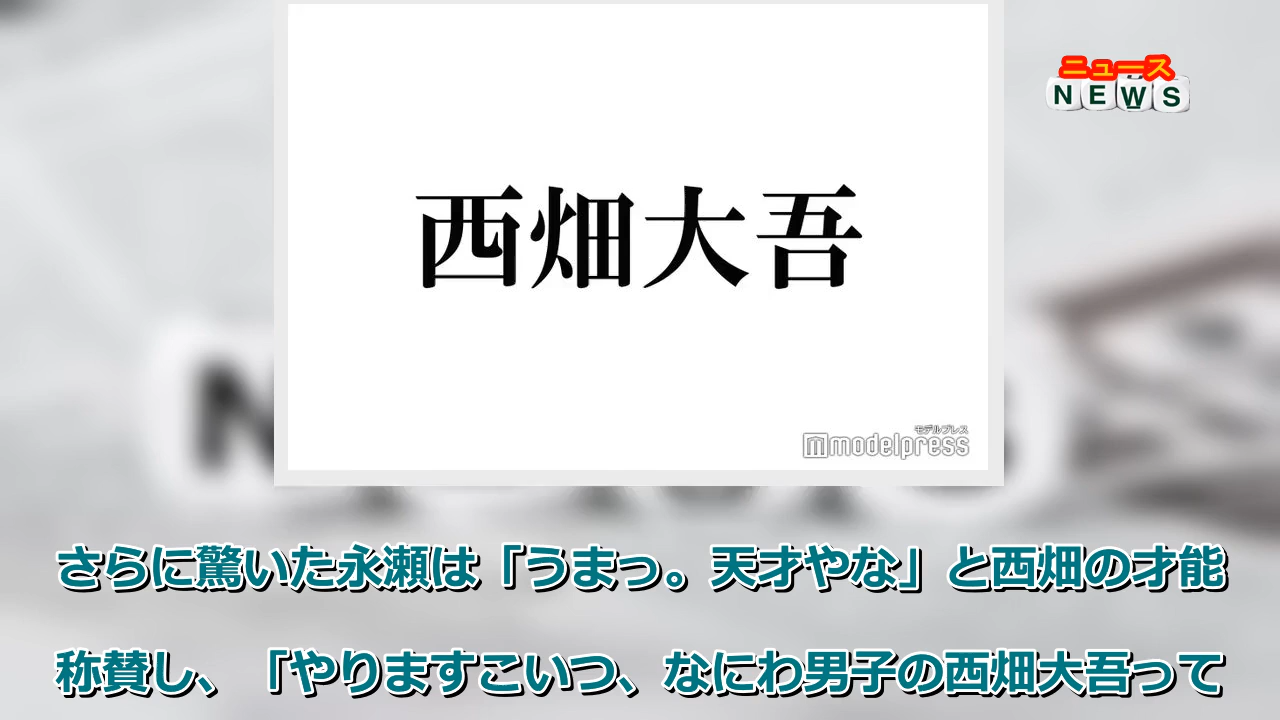 ニュース
NEWS
西畑大吾
モデルプレス
modelpress
さらに驚いた永瀬は「うまっ。天才やな」と西畑の才能
称賛し、「やりますこいつ、なにわ男子の西畑大吾って